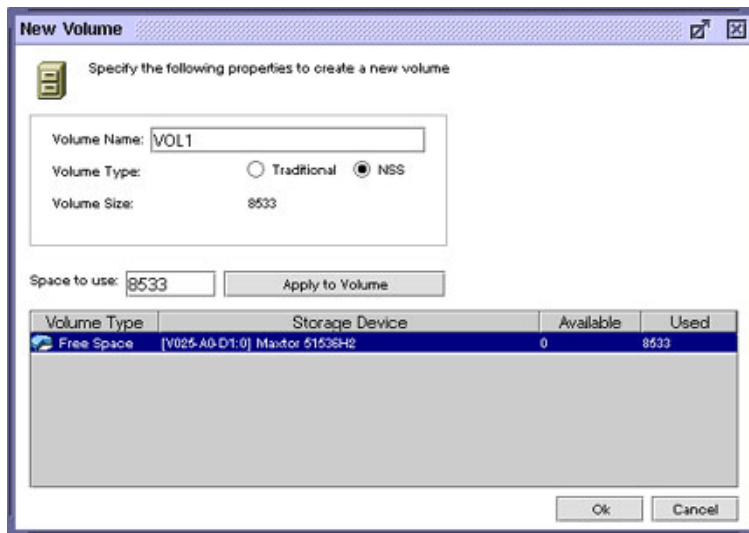 New Volume
Specify the following properties to create a new volume
Volume Name: VOL1
Volume Type: Traditional NSS
Volume Size: 8533
Space to use: 8533 Apply to Volume
Volume Type Storage Device Available Used
Free Space [V025-A0-D1:0] Maxtor 51536H2 0 8533
Ok Cancel